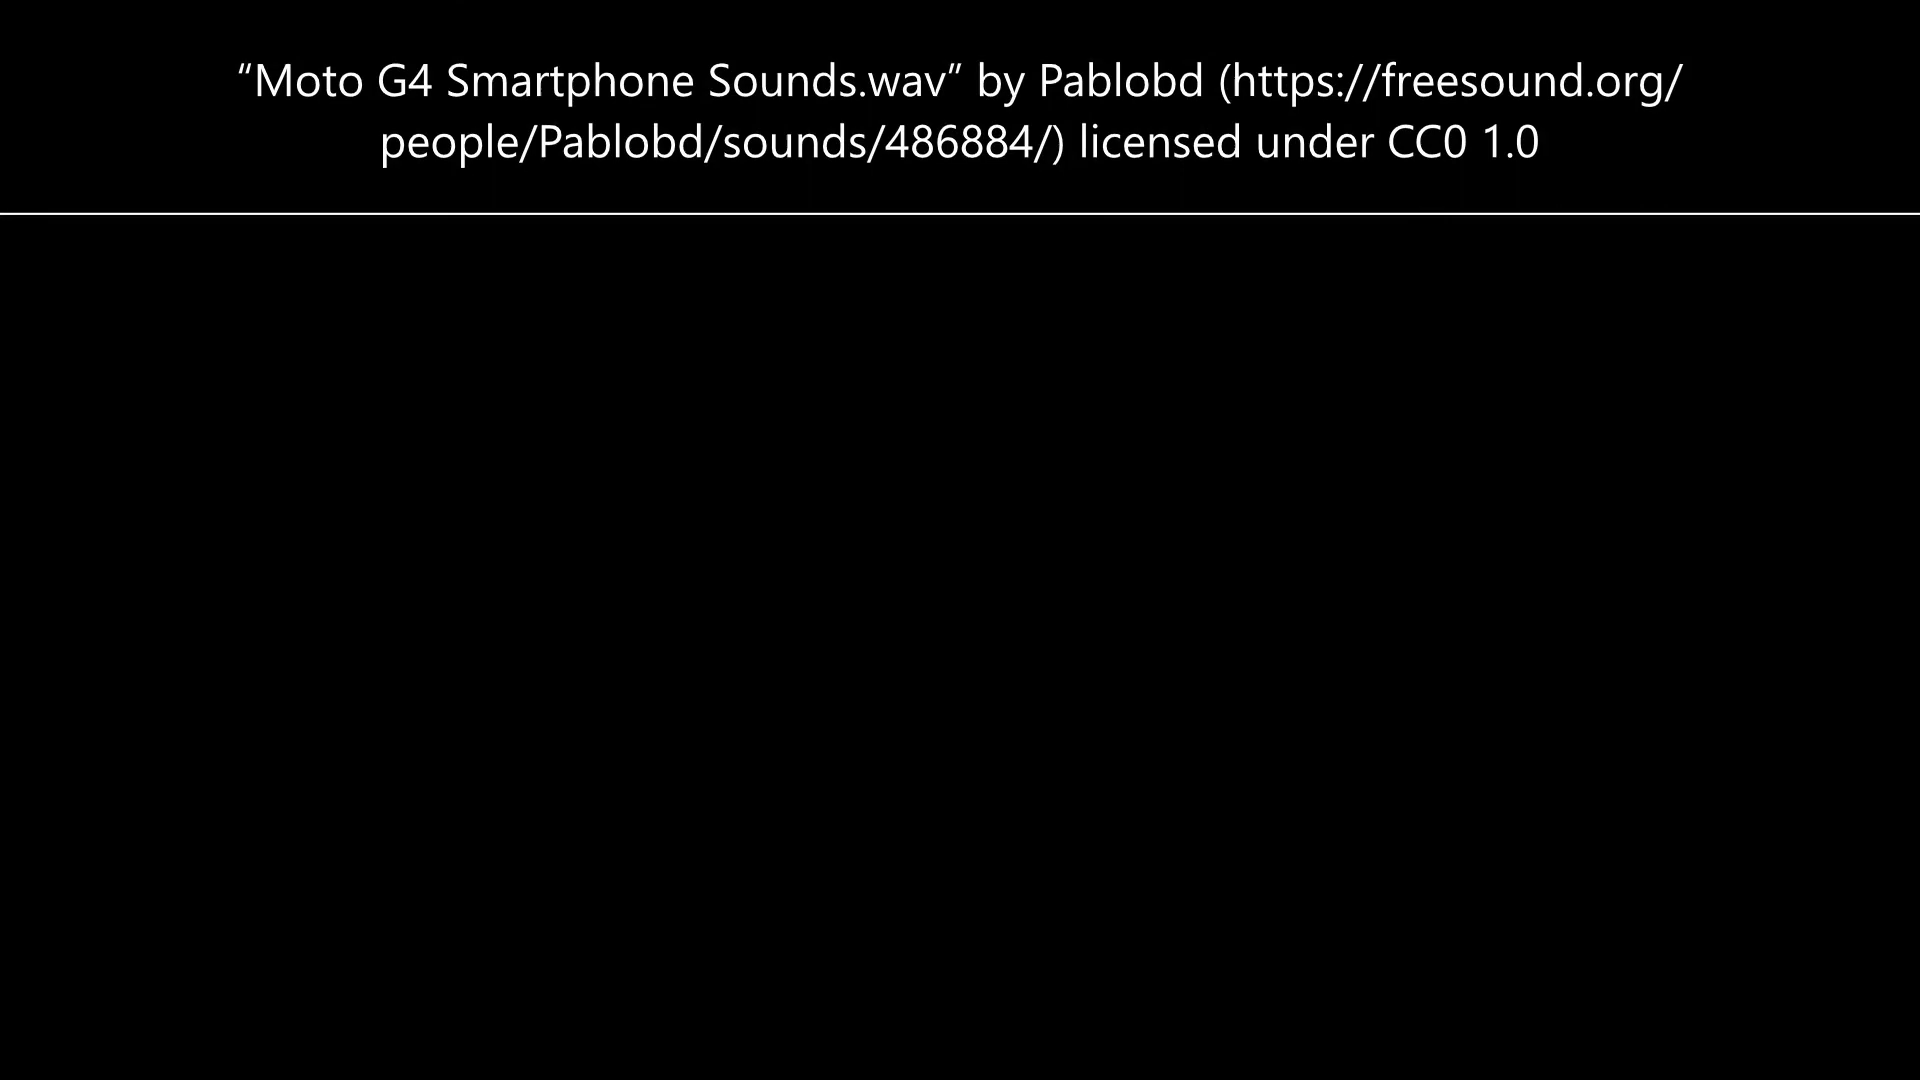 “Moto G4 Smartphone Sounds.wav” by Pablobd (https://freesound.org/
people/Pablobd/sounds/486884/) licensed under CC0 1.0